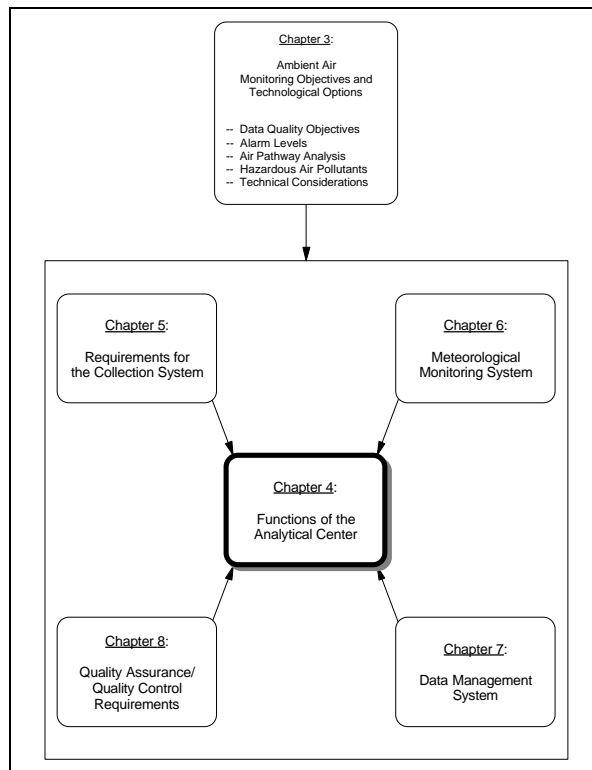 Chapter 3:
Ambient Air
Monitoring Objectives and
Technological Options
-- Data Quality Objectives
-- Alarm Levels
-- Air Pathway Analysis
-- Hazardous Air Pollutants
-- Technical Considerations
Chapter 5:
Requirements for
the Collection System
Chapter 6:
Meteorological
Monitoring System
Chapter 4:
Functions of the
Analytical Center
Chapter 8:
Quality Assurance/
Quality Control
Requirements
Chapter 7:
Data Management
System